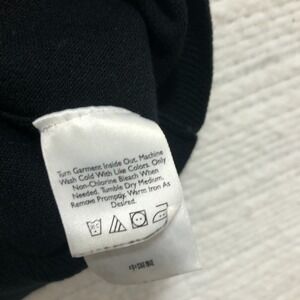 Turn Garment Inside Out. Machine
Wash Cold With Like Colors. Only
Non-Chlorine Bleach When
Needed. Tumble Dry Medium.
Remove Promptly. Warm Iron As
Desired.
中国製